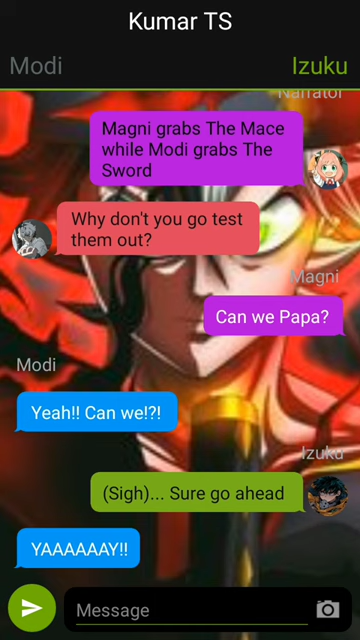 Kumar TS
Modi
Izuku
Narrator
Magni grabs The Mace
while Modi grabs The
Sword
Why don't you go test
them out?
Magni
Can we Papa?
Modi
Yeah!! Can we!?!
Izuku
(Sigh)... Sure go ahead
YAAAAAAY!!
Message